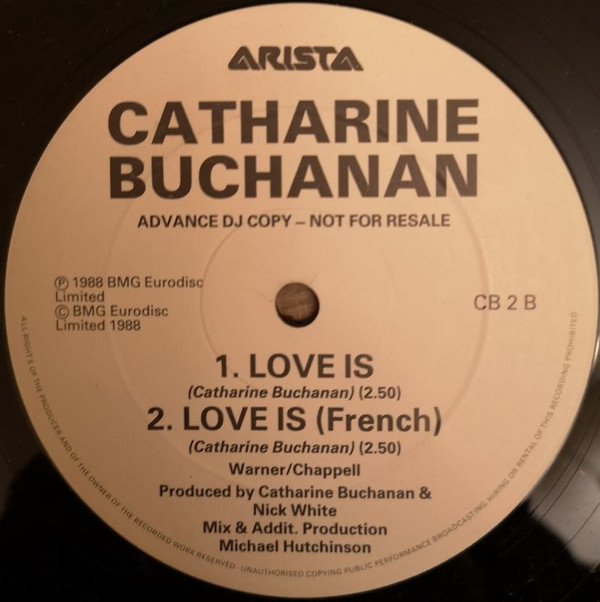 ARISTA
CATHARINE
BUCHANAN
ADVANCE DJ COPY – NOT FOR RESALE
Ⓟ 1988 BMG Eurodisc
Limited
© BMG Eurodisc
Limited 1988
CB 2 B
1. LOVE IS
(Catharine Buchanan) (2.50)
2. LOVE IS (French)
(Catharine Buchanan) (2.50)
Warner/Chappell
Produced by Catharine Buchanan &
Nick White
Mix & Addit. Production
Michael Hutchinson
ALL RIGHTS OF THE PRODUCER AND OF THE OWNER OF THE RECORDED WORK RESERVED · UNAUTHORISED COPYING PUBLIC PERFORMANCE BROADCASTING, HIRING OR RENTAL OF THIS RECORDING PROHIBITED